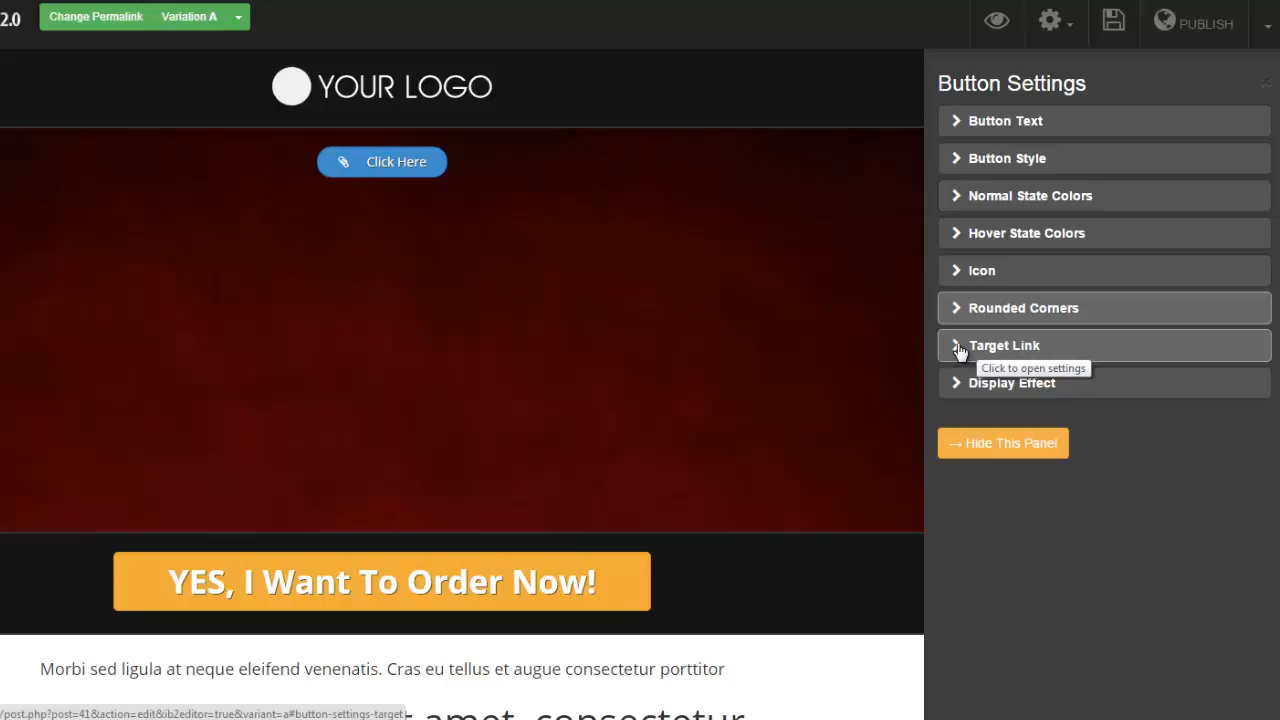 2.0
Change Permalink Variation A
PUBLISH
YOUR LOGO
Click Here
YES, I Want To Order Now!
Morbi sed ligula at neque eleifend venenatis. Cras eu tellus et augue consectetur porttitor
t amet, consectetur
/post.php?post=41&action=edit&ib2editor=true&variant=a#button-settings-target
Button Settings
Button Text
Button Style
Normal State Colors
Hover State Colors
Icon
Rounded Corners
Target Link
Click to open settings
Display Effect
→ Hide This Panel